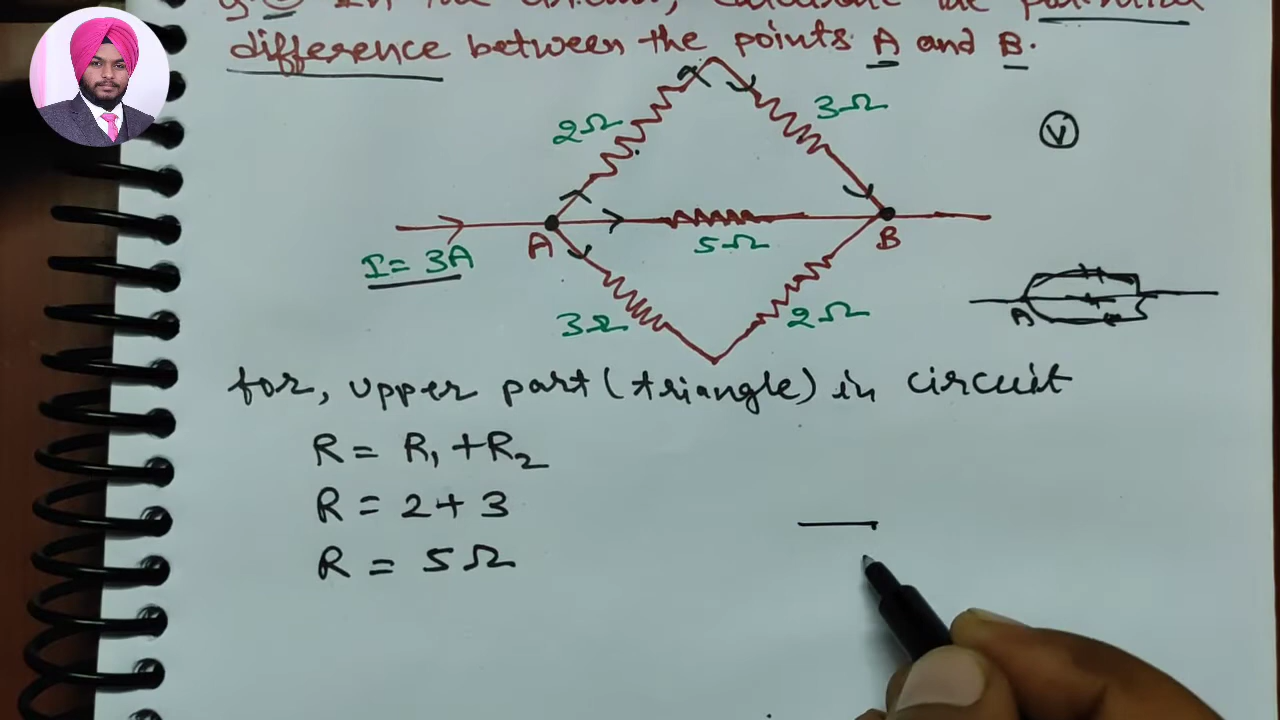 difference between the points A and B.
2Ω
3Ω
V
A
5Ω
B
I = 3A
3Ω
2Ω
A
for, upper part (triangle) in circuit
R = R₁ + R₂
R = 2 + 3
R = 5 Ω